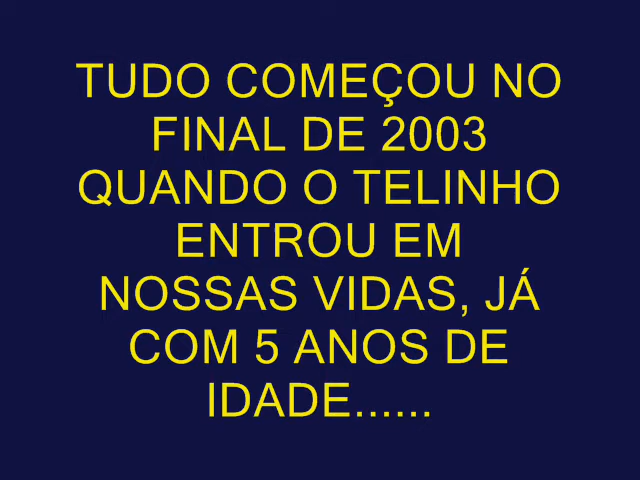 TUDO COMEÇOU NO
FINAL DE 2003
QUANDO O TELINHO
ENTROU EM
NOSSAS VIDAS, JÁ
COM 5 ANOS DE
IDADE......